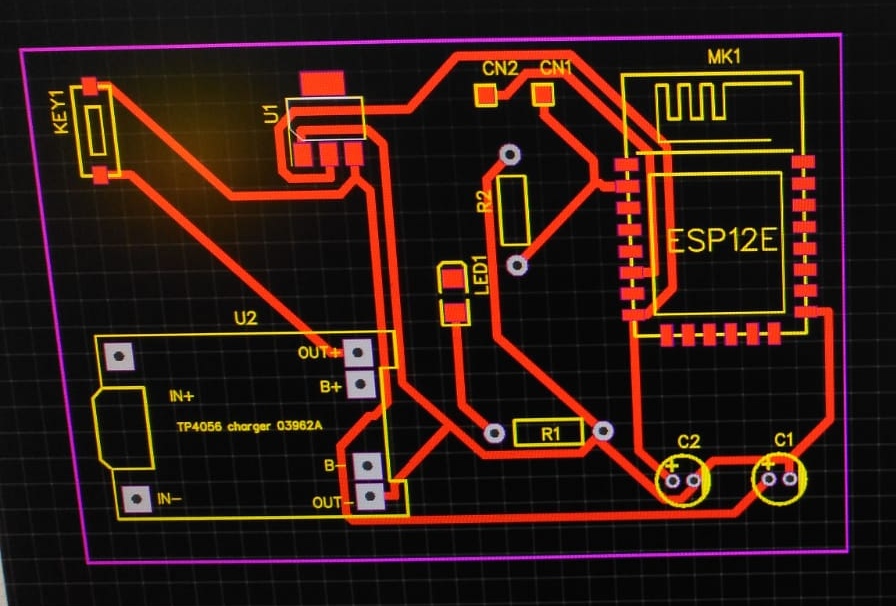 MK1
CN2
CN1
KEY1
U1
R2
ESP12E
LED1
U2
OUT+
B+
IN+
TP4056 charger 03962A
R1
C2
C1
+
+
B-
IN-
OUT-